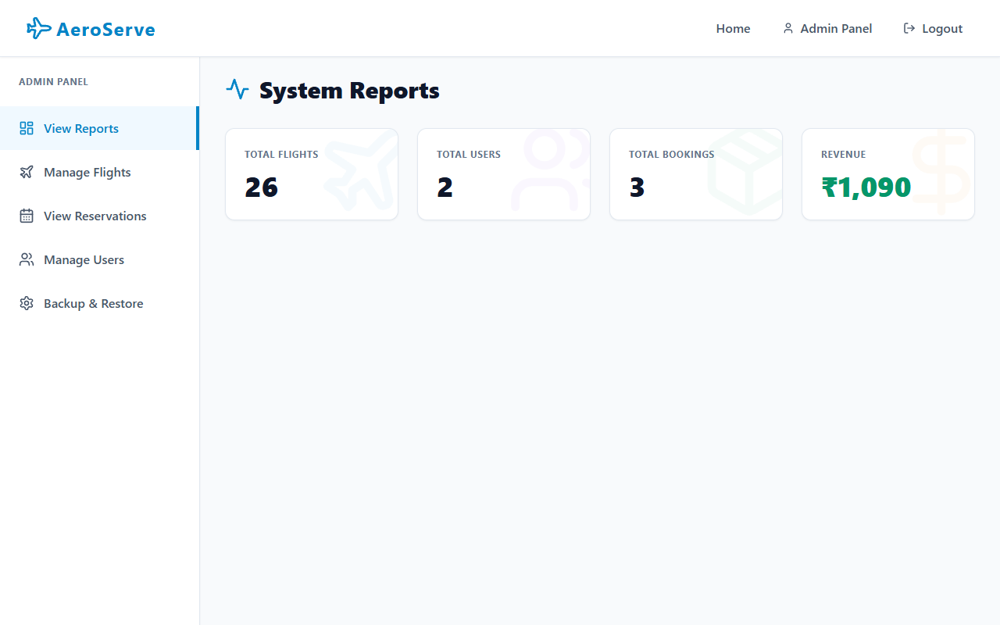 AeroServe
Home
Admin Panel
Logout
ADMIN PANEL
View Reports
Manage Flights
View Reservations
Manage Users
Backup & Restore
System Reports
TOTAL FLIGHTS
26
TOTAL USERS
2
TOTAL BOOKINGS
3
REVENUE
₹1,090